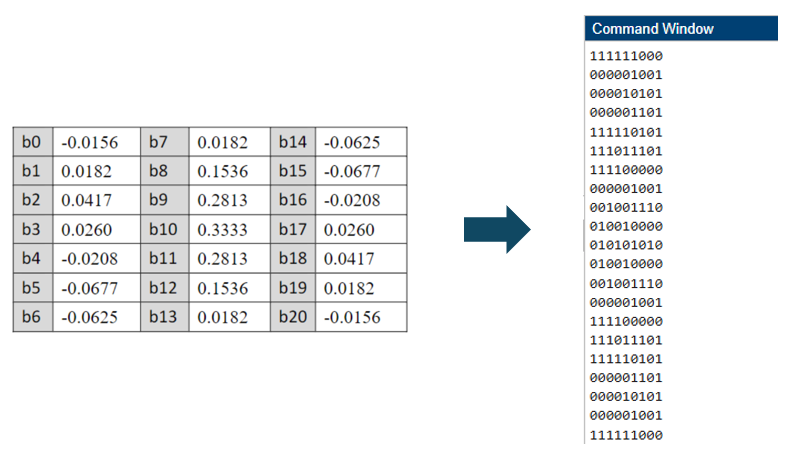 b0 -0.0156 b7 0.0182 b14 -0.0625
b1 0.0182 b8 0.1536 b15 -0.0677
b2 0.0417 b9 0.2813 b16 -0.0208
b3 0.0260 b10 0.3333 b17 0.0260
b4 -0.0208 b11 0.2813 b18 0.0417
b5 -0.0677 b12 0.1536 b19 0.0182
b6 -0.0625 b13 0.0182 b20 -0.0156
Command Window
111111000
000001001
000010101
000001101
111110101
111011101
111100000
000001001
001001110
010010000
010101010
010010000
001001110
000001001
111100000
111011101
111110101
000001101
000010101
000001001
111111000